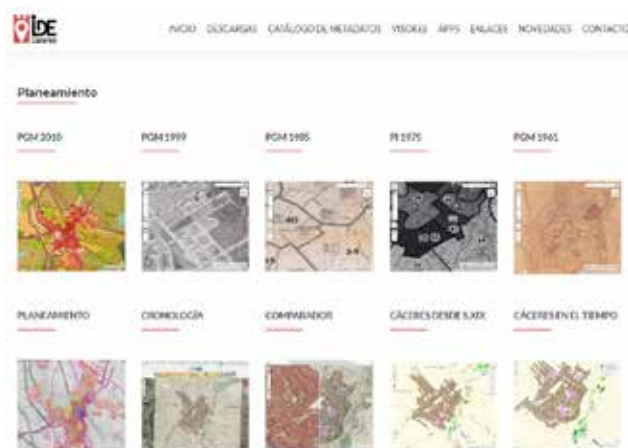 IDE
INICIO DESCARGAS CATÁLOGO DE METADATOS VISORES APPS ENLACES NOVEDADES CONTACTO
Planeamiento
PGM 2010 PGM 1999 PGM 1985 PI 1975 PGM 1961
PLANEAMIENTO CRONOLOGÍA COMPARADOR CÁCERES DESDE S.XIX CÁCERES EN EL TIEMPO